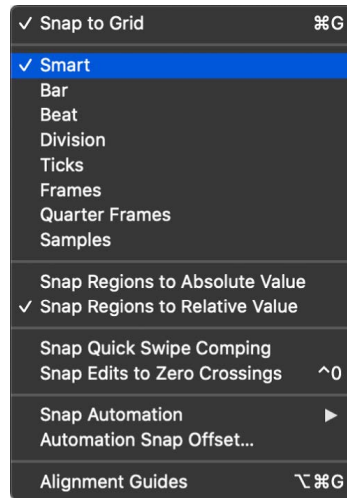 ✓ Snap to Grid ⌘G
✓ Smart
Bar
Beat
Division
Ticks
Frames
Quarter Frames
Samples
Snap Regions to Absolute Value
✓ Snap Regions to Relative Value
Snap Quick Swipe Comping
Snap Edits to Zero Crossings ^0
Snap Automation ▶
Automation Snap Offset...
Alignment Guides ⌥⌘G